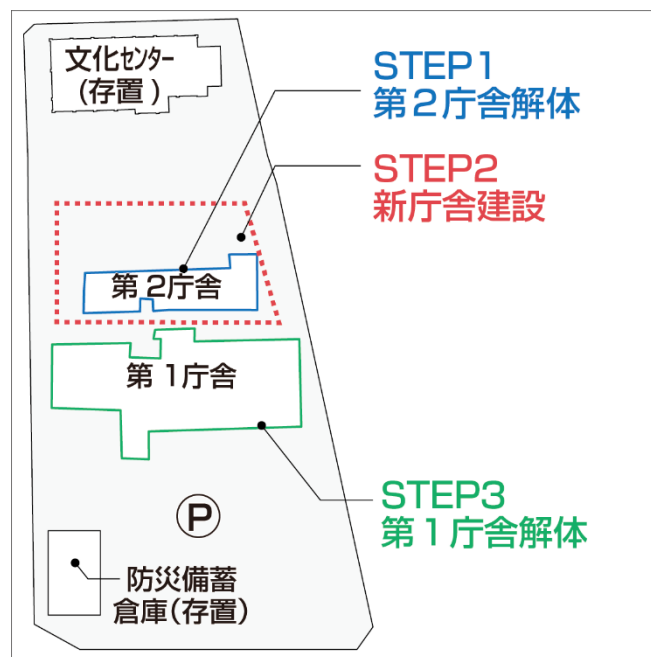 文化センター
(存置)
STEP1
第2庁舎解体
STEP2
新庁舎建設
第2庁舎
第1庁舎
STEP3
第1庁舎解体
P
防災備蓄
倉庫(存置)